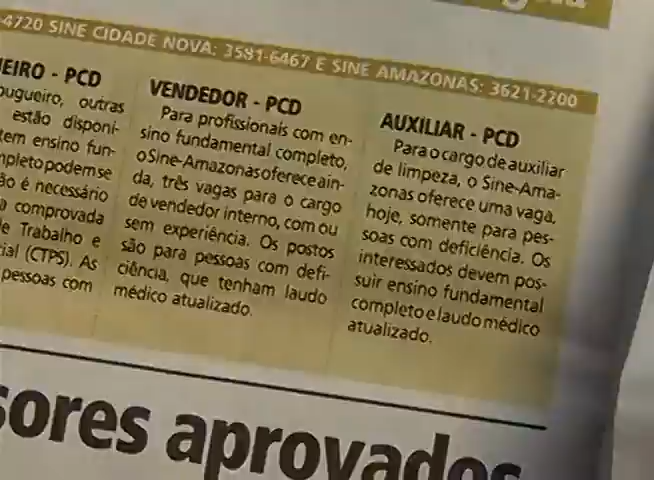 -4720 SINE CIDADE NOVA: 3581-6467 E SINE AMAZONAS: 3621-2200
EIRO - PCD
ougueiro, outras
estão disponí-
tem ensino fun-
mpleto podem se
ão é necessário
a comprovada
e Trabalho e
ial (CTPS). As
pessoas com
VENDEDOR - PCD
Para profissionais com en-
sino fundamental completo,
o Sine-Amazonas oferece ain-
da, três vagas para o cargo
de vendedor interno, com ou
sem experiência. Os postos
são para pessoas com defi-
ciência, que tenham laudo
médico atualizado.
AUXILIAR - PCD
Para o cargo de auxiliar
de limpeza, o Sine-Ama-
zonas oferece uma vaga,
hoje, somente para pes-
soas com deficiência. Os
interessados devem pos-
suir ensino fundamental
completo e laudo médico
atualizado.
sores aprovados